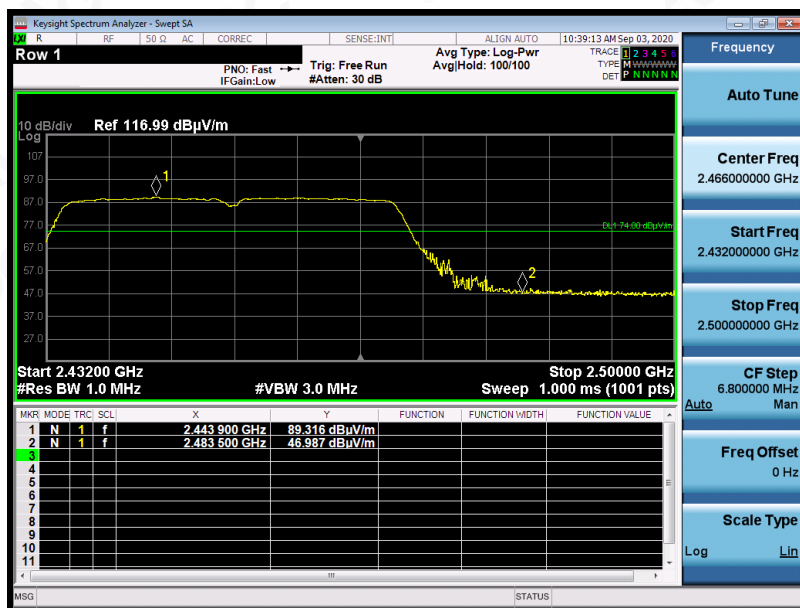 Keysight Spectrum Analyzer - Swept SA
LXI R RF 50 Ω AC CORREC SENSE:INT ALIGN AUTO 10:39:13 AM Sep 03, 2020
Row 1
PNO: Fast
IFGain:Low
Trig: Free Run
#Atten: 30 dB
Avg Type: Log-Pwr
Avg|Hold: 100/100
TRACE 1 2 3 4 5 6
TYPE M W W W W W
DET P N N N N N
10 dB/div Ref 116.99 dBµV/m
Log
107
97.0
87.0
77.0
67.0
57.0
47.0
37.0
27.0
1
2
DL1 74.00 dBµV/m
Start 2.43200 GHz Stop 2.50000 GHz
#Res BW 1.0 MHz #VBW 3.0 MHz Sweep 1.000 ms (1001 pts)
MKR MODE TRC SCL X Y FUNCTION FUNCTION WIDTH FUNCTION VALUE
1 N 1 f 2.443 900 GHz 89.316 dBµV/m
2 N 1 f 2.483 500 GHz 46.987 dBµV/m
3
4
5
6
7
8
9
10
11
MSG STATUS
Frequency
Auto Tune
Center Freq
2.466000000 GHz
Start Freq
2.432000000 GHz
Stop Freq
2.500000000 GHz
CF Step
6.800000 MHz
Auto Man
Freq Offset
0 Hz
Scale Type
Log Lin